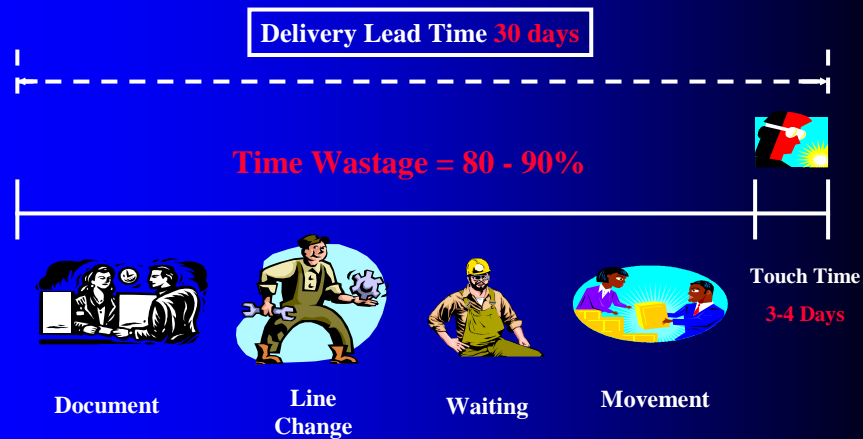 Delivery Lead Time 30 days
Time Wastage = 80 - 90%
Touch Time
3-4 Days
Document
Line
Change
Waiting
Movement